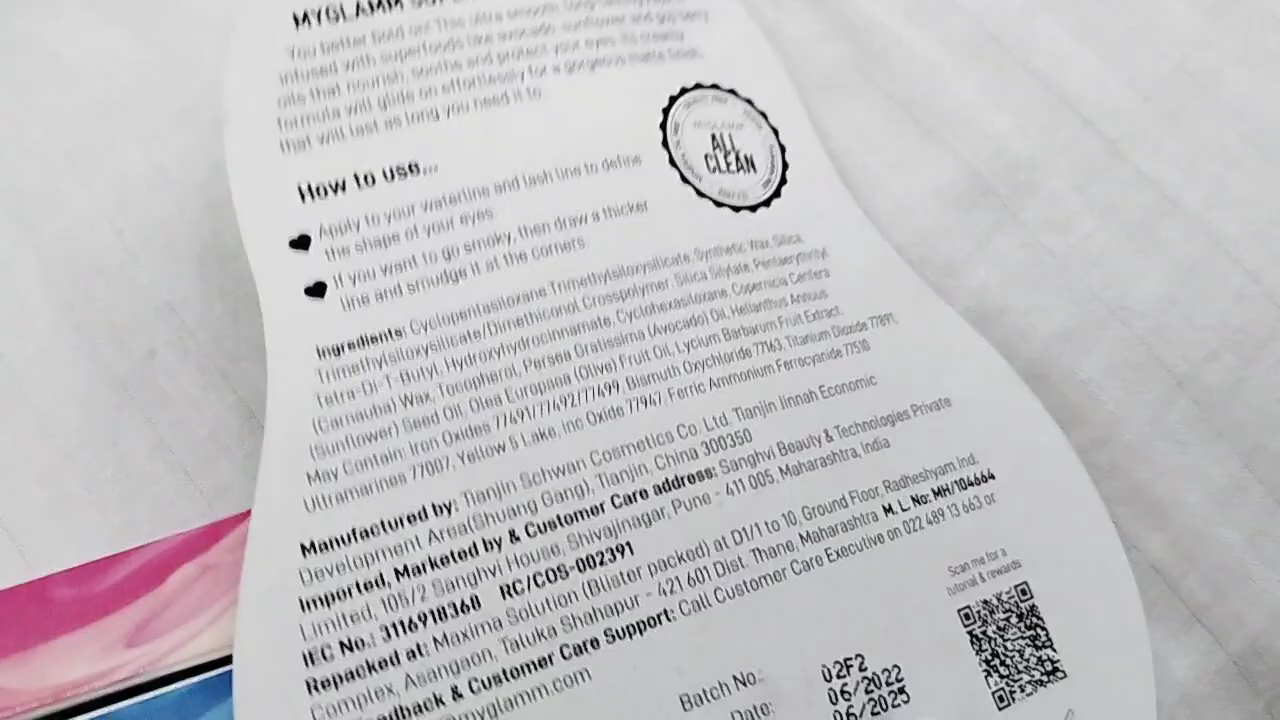 MYGLAMM
You better bold on! This ultra smooth, long-lasting
infused with superfoods like avocado, sunflower and goji berry
oils that nourish, soothe and protect your eyes. Its creamy
formula will glide on effortlessly for a gorgeous matte
that will last as long you need it to.
ALL
CLEAN
How to use...
Apply to your waterline and lash line to define
the shape of your eyes.
If you want to go smoky, then draw a thicker
line and smudge it at the corners.
Ingredients: Cyclopentasiloxane Trimethylsiloxysilicate, Synthetic Wax, Silica,
Trimethylsiloxysilicate/Dimethiconol Crosspolymer, Silica Silylate, Pentaerythrityl
Tetra-Di-T-Butyl, Hydroxyhydrocinnamate, Cyclohexasiloxane, Copernicia Cerifera
(Carnauba) Wax, Tocopherol, Persea Gratissima (Avocado) Oil, Helianthus Annuus
(Sunflower) Seed Oil, Olea Europaea (Olive) Fruit Oil, Lycium Barbarum Fruit Extract.
May Contain: Iron Oxides 77491/77492/77499, Bismuth Oxychloride 77163, Titanium Dioxide 77891,
Ultramarines 77007, Yellow 5 Lake, inc Oxide 77947, Ferric Ammonium Ferrocyanide 77510
Manufactured by: Tianjin Schwan Cosmetics Co. Ltd, Tianjin Jinnah Economic
Development Area(Shuang Gang), Tianjin, China 300350
Imported, Marketed by & Customer Care address: Sanghvi Beauty & Technologies Private
Limited, 105/2 Sanghvi House, Shivajinagar, Pune - 411 005, Maharashtra, India
IEC No.: 3116918368 RC/COS-002391
Repacked at: Maxima Solution (Blister packed) at D1/1 to 10, Ground Floor, Radheshyam Ind.
Complex, Asangaon, Taluka Shahapur - 421 601 Dist. Thane, Maharashtra M. L. No: MH/104664
Feedback & Customer Care Support: Call Customer Care Executive on 022 489 13 663 or
@myglamm.com
Scan me for a
tutorial & rewards
Batch No.: 02F2
Date: 06/2022
06/2025